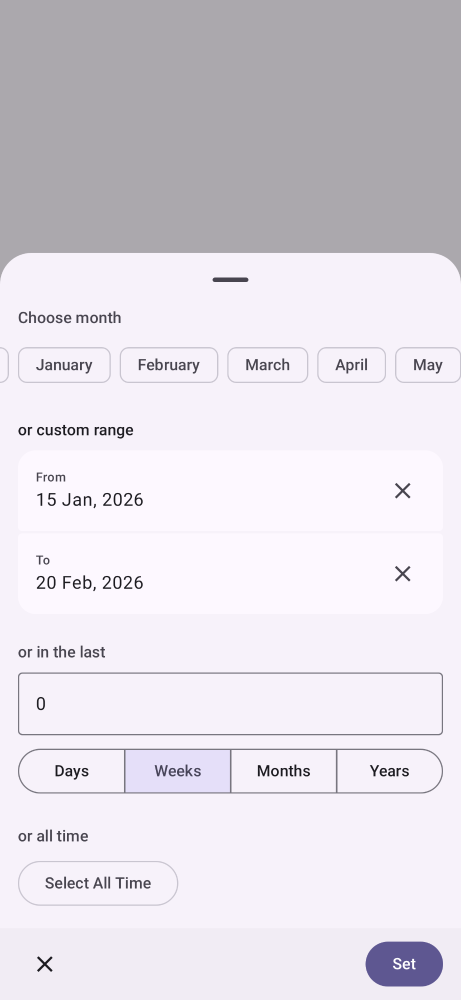 Choose month
January February March April May
or custom range
From
15 Jan, 2026
To
20 Feb, 2026
or in the last
0
Days Weeks Months Years
or all time
Select All Time
Set